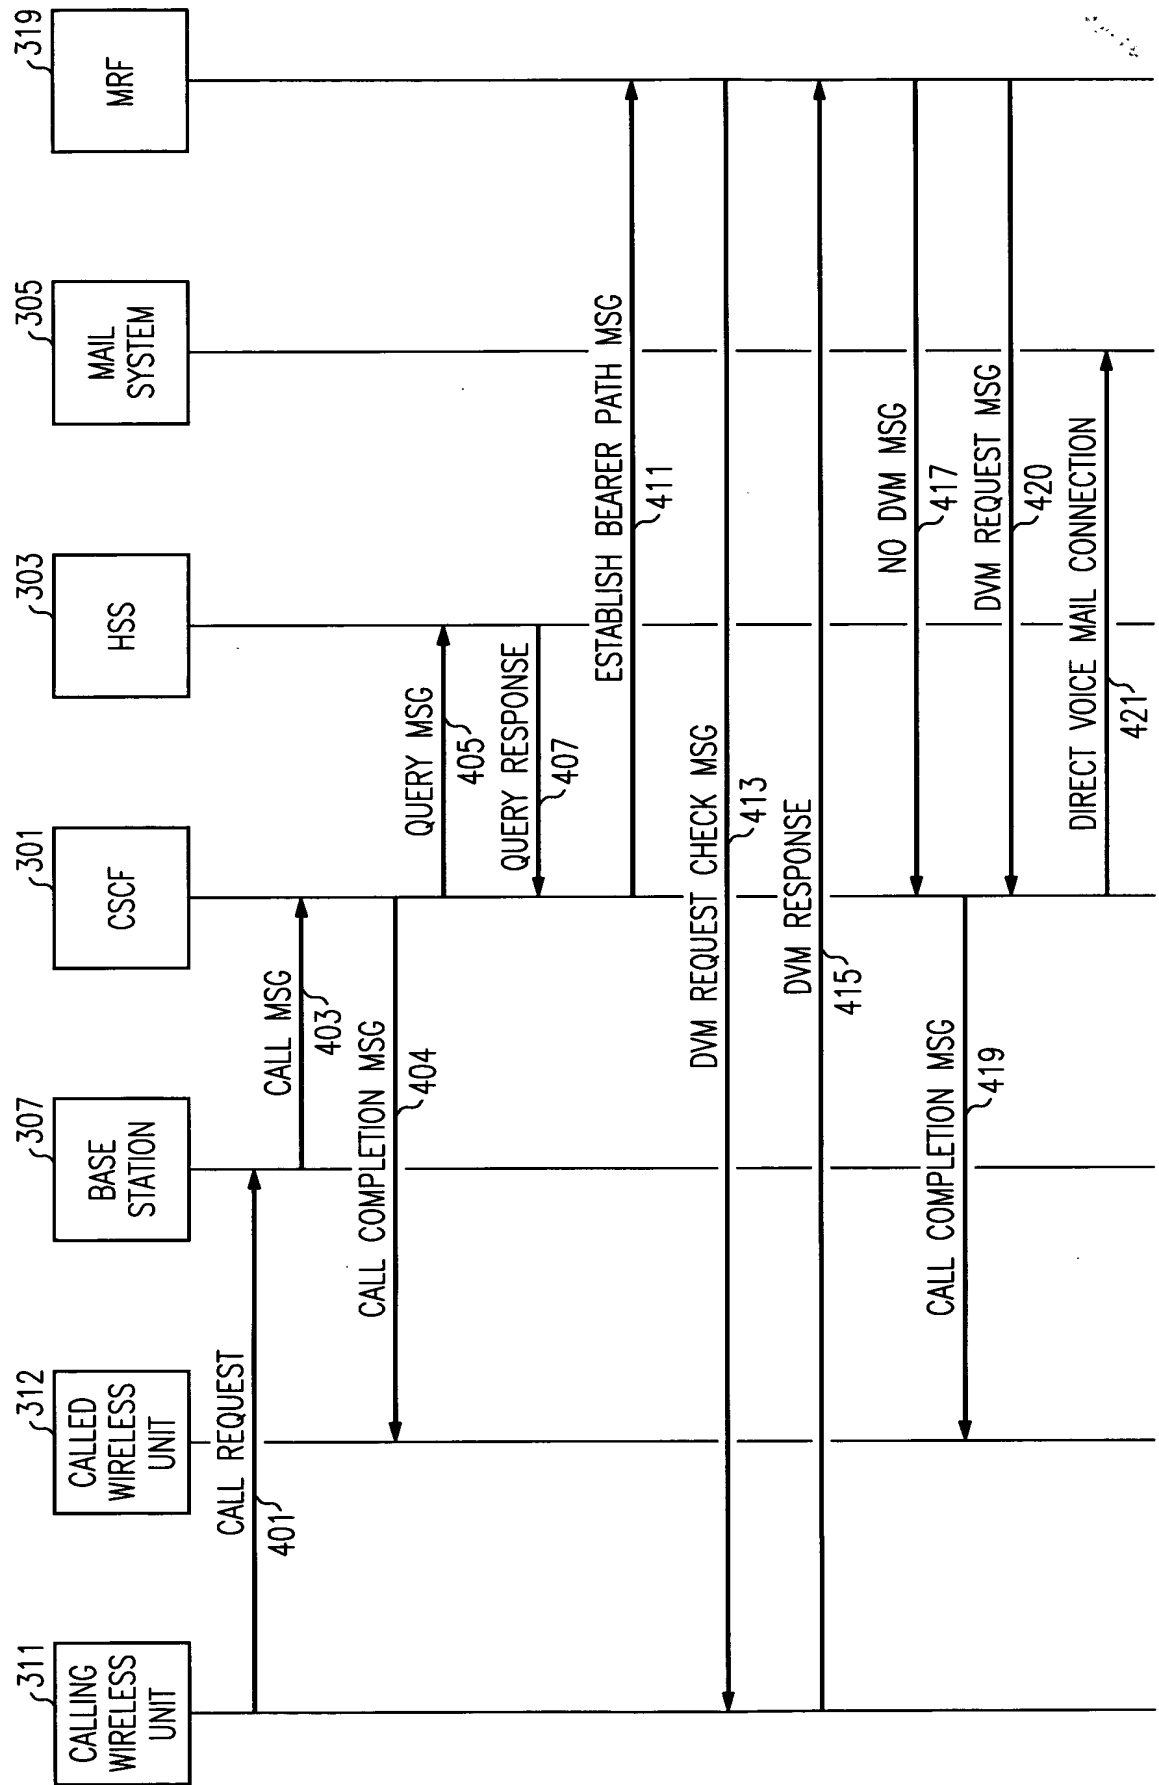 311
CALLING
WIRELESS
UNIT
312
CALLED
WIRELESS
UNIT
307
BASE
STATION
301
CSCF
303
HSS
305
MAIL
SYSTEM
319
MRF
CALL REQUEST
401
CALL MSG
403
CALL COMPLETION MSG
404
QUERY MSG
405
QUERY RESPONSE
407
ESTABLISH BEARER PATH MSG
411
DVM REQUEST CHECK MSG
413
DVM RESPONSE
415
NO DVM MSG
417
CALL COMPLETION MSG
419
DVM REQUEST MSG
420
DIRECT VOICE MAIL CONNECTION
421